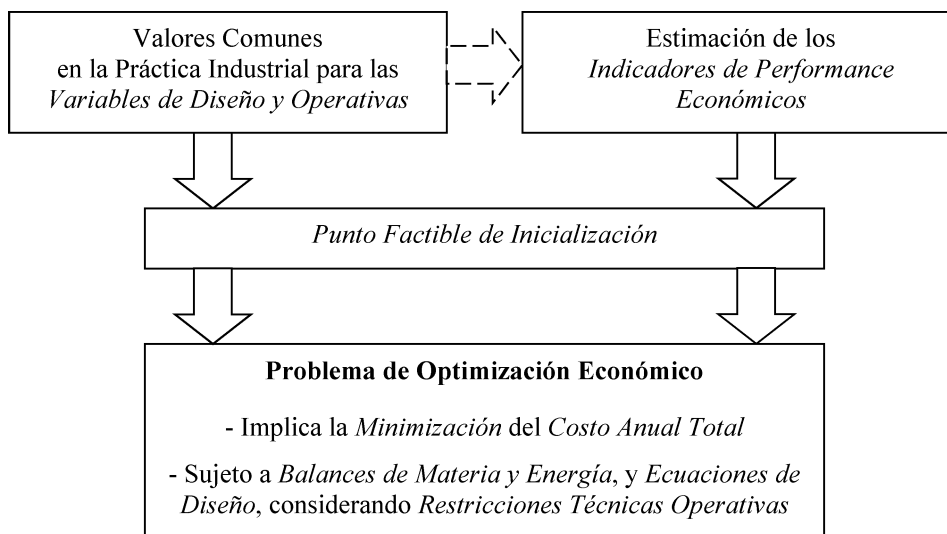 Valores Comunes
en la Práctica Industrial para las
Variables de Diseño y Operativas
Estimación de los
Indicadores de Performance
Económicos
Punto Factible de Inicialización
Problema de Optimización Económico
- Implica la Minimización del Costo Anual Total
- Sujeto a Balances de Materia y Energía, y Ecuaciones de
Diseño, considerando Restricciones Técnicas Operativas